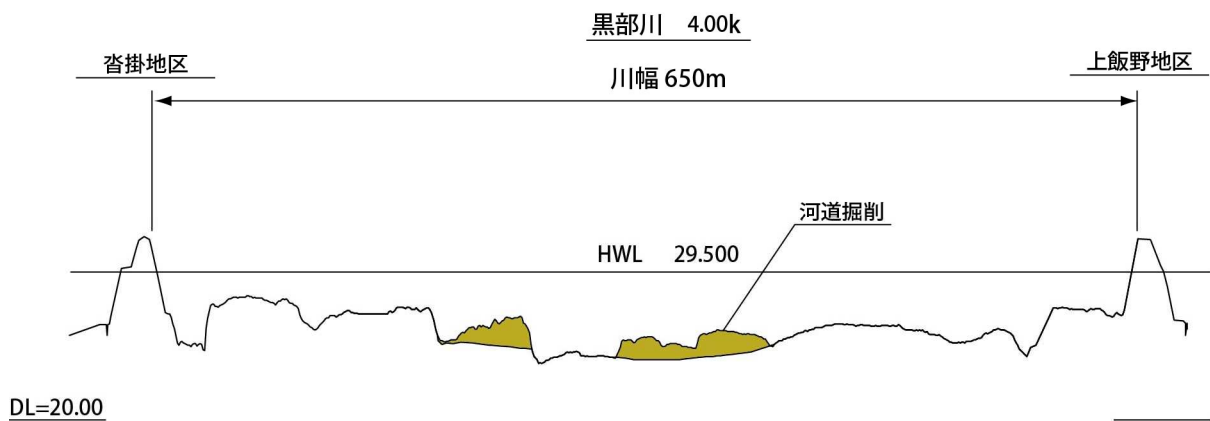 黒部川 4.00k
沓掛地区
上飯野地区
川幅 650m
河道掘削
HWL 29.500
DL=20.00